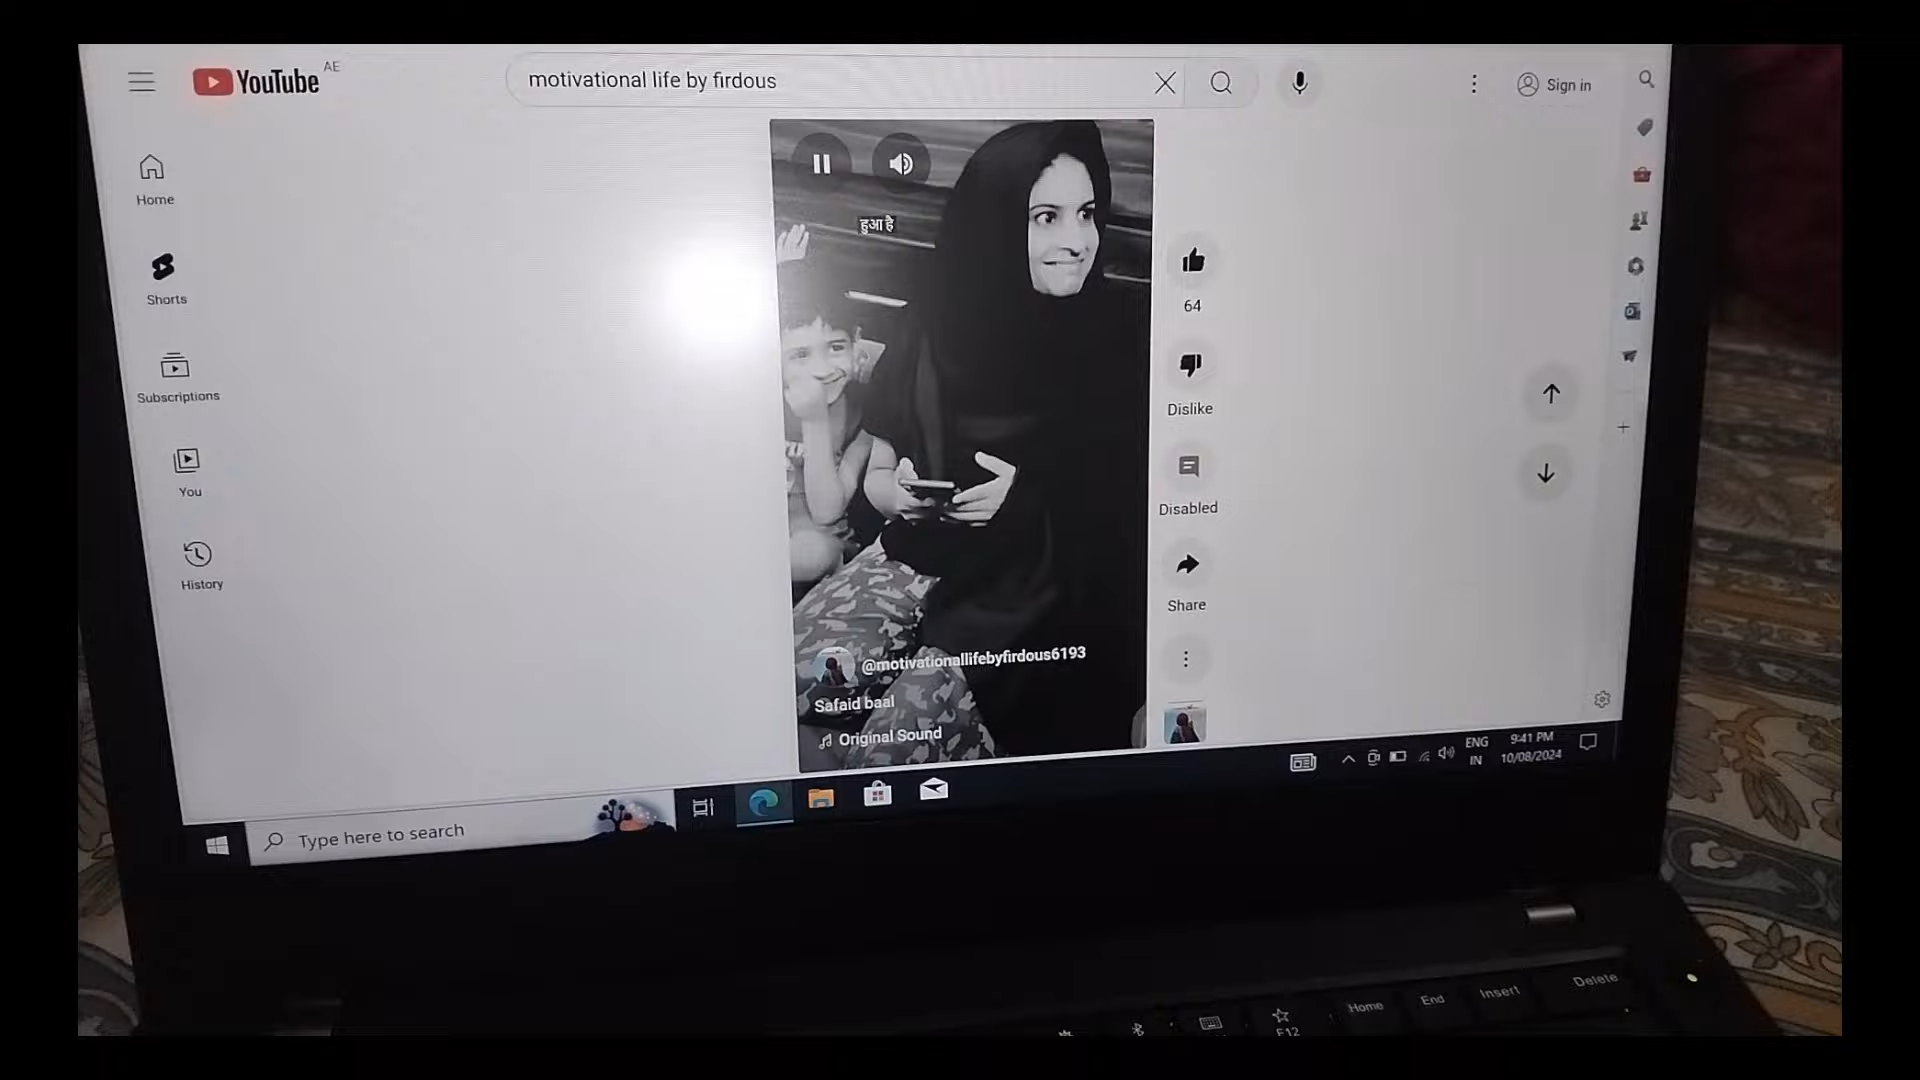 YouTube AE
motivational life by firdous
Sign in
Home
Shorts
Subscriptions
You
History
हुआ है
64
Dislike
Disabled
Share
@motivationallifebyfirdous6193
Safaid baal
Original Sound
Type here to search
ENG
IN
9:41 PM
10/08/2024
F12
Home
End
Insert
Delete